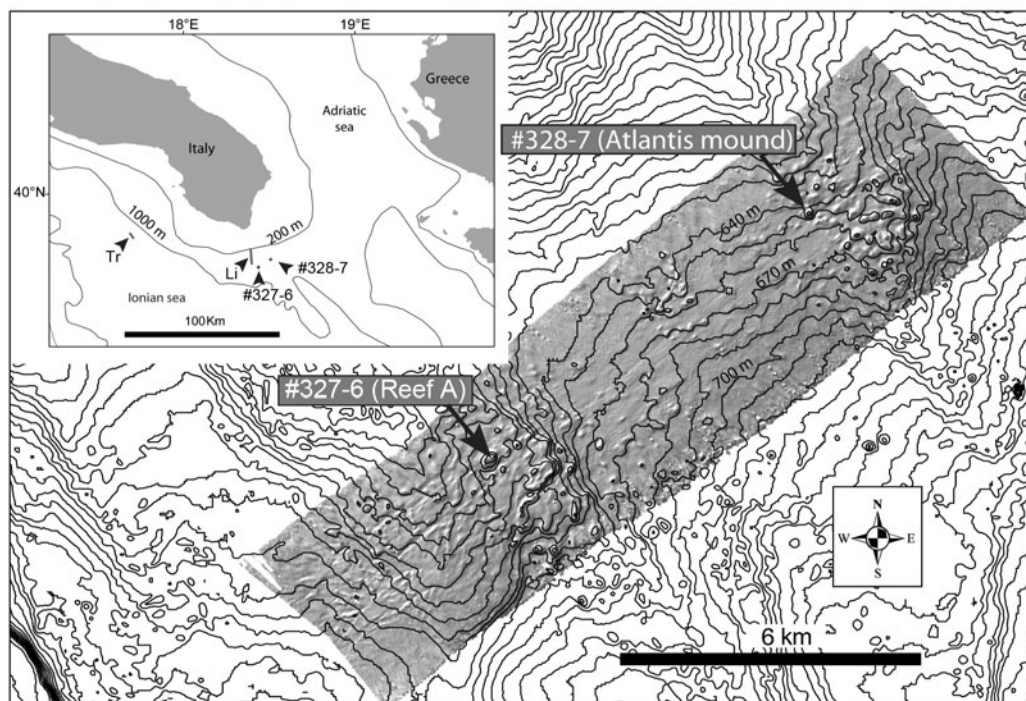 18°E
19°E
Greece
Adriatic
sea
Italy
40°N
1000 m
200 m
Tr
Li
#328-7
#327-6
Ionian sea
100Km
#328-7 (Atlantis mound)
640 m
670 m
700 m
#327-6 (Reef A)
N
W
E
S
6 km